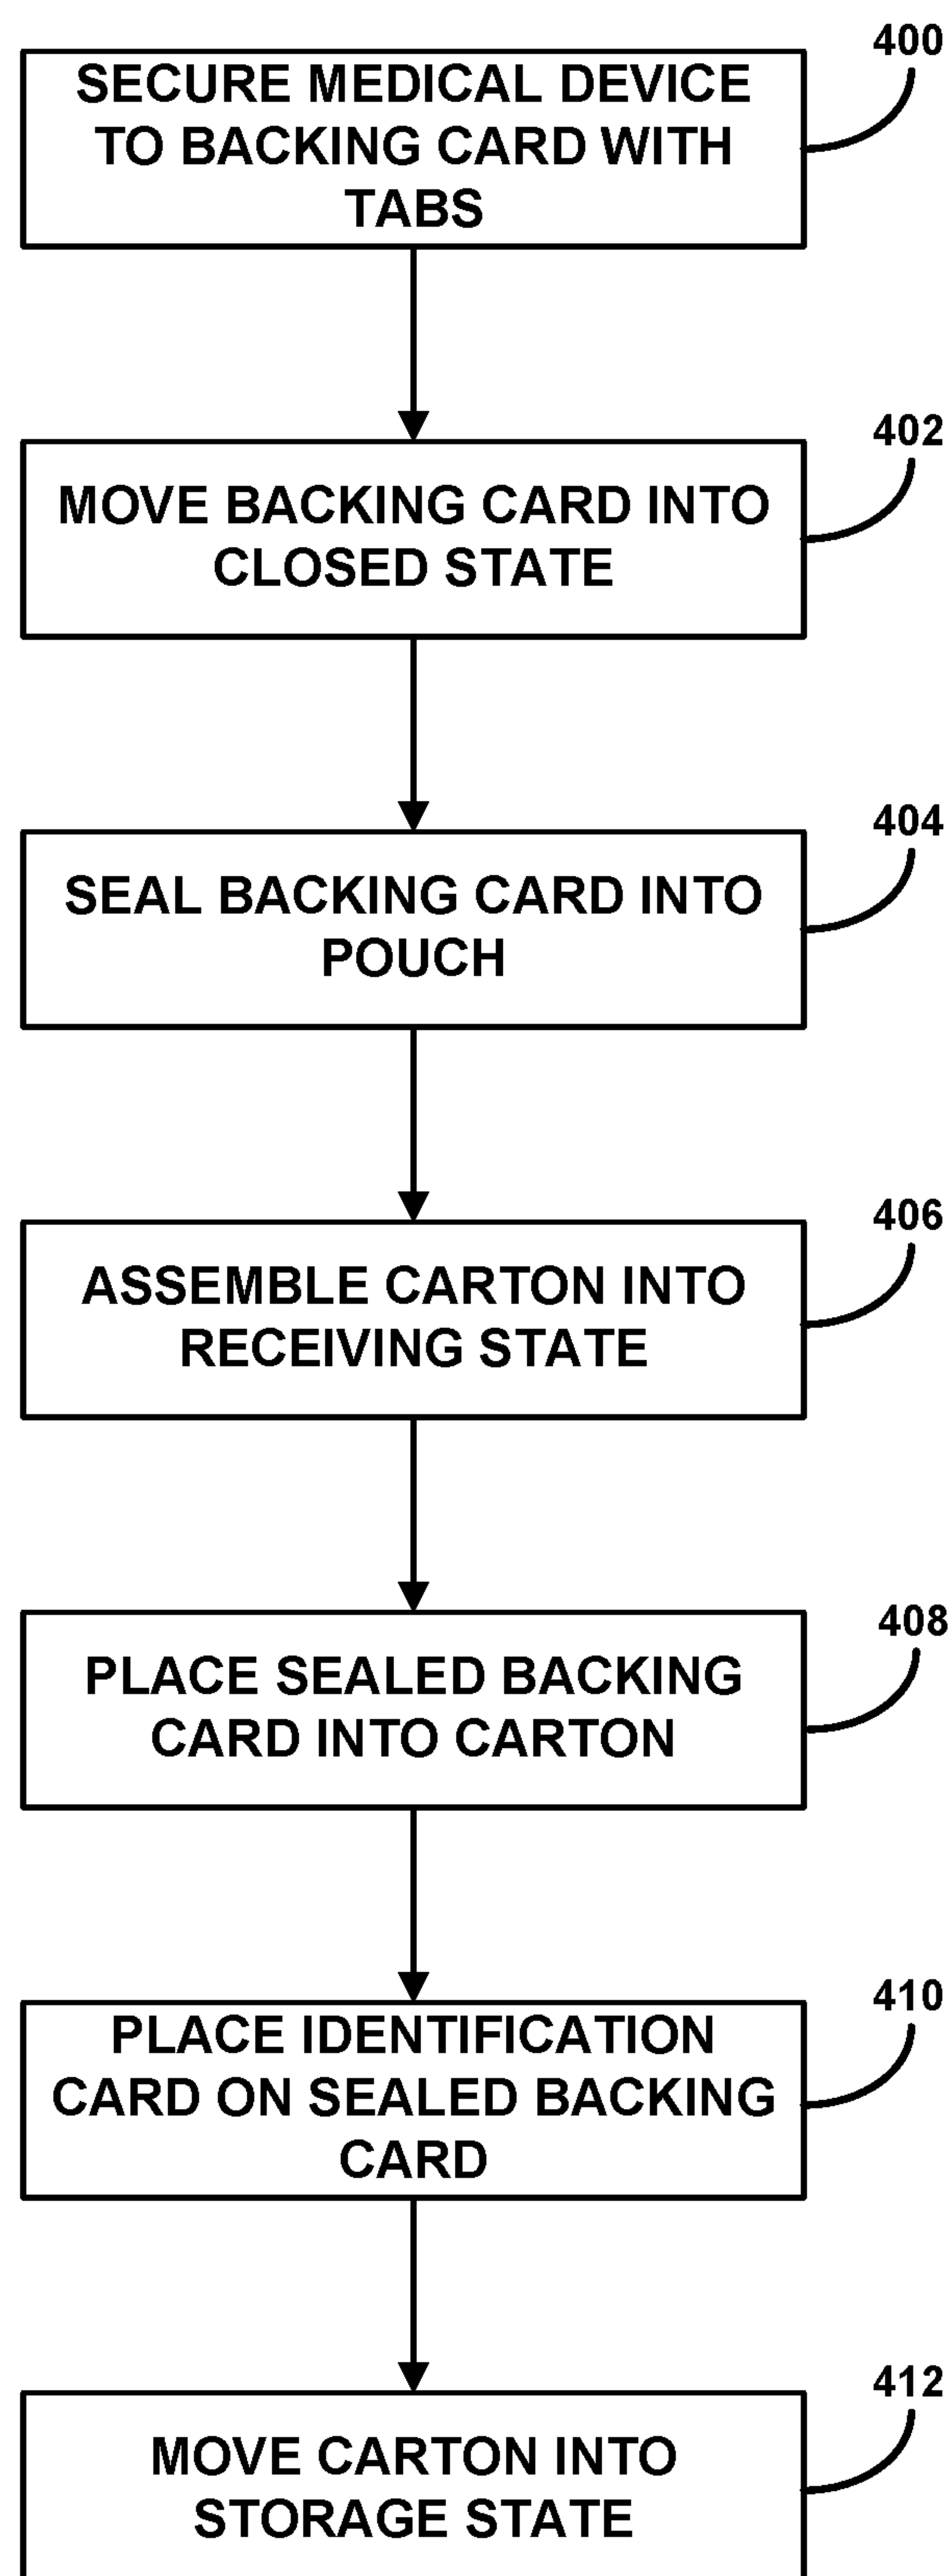 400
SECURE MEDICAL DEVICE
TO BACKING CARD WITH
TABS
402
MOVE BACKING CARD INTO
CLOSED STATE
404
SEAL BACKING CARD INTO
POUCH
406
ASSEMBLE CARTON INTO
RECEIVING STATE
408
PLACE SEALED BACKING
CARD INTO CARTON
410
PLACE IDENTIFICATION
CARD ON SEALED BACKING
CARD
412
MOVE CARTON INTO
STORAGE STATE